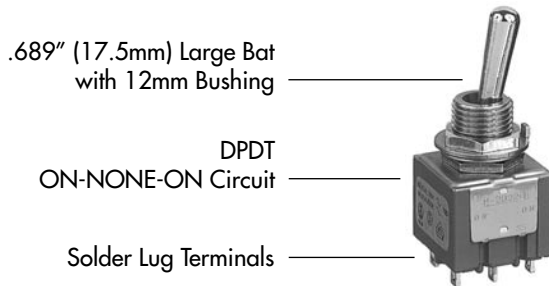 .689” (17.5mm) Large Bat
with 12mm Bushing
DPDT
ON-NONE-ON Circuit
Solder Lug Terminals